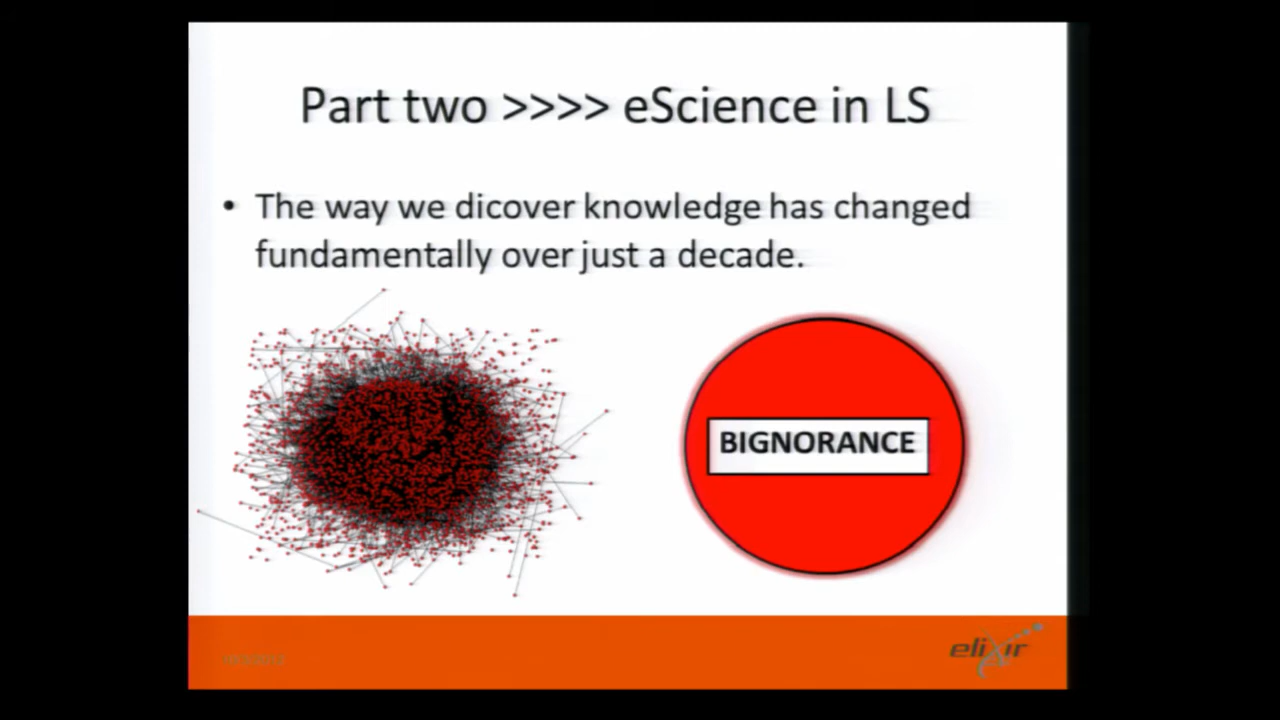 Part two >>>> eScience in LS
• The way we dicover knowledge has changed
fundamentally over just a decade.
BIGNORANCE
elixir